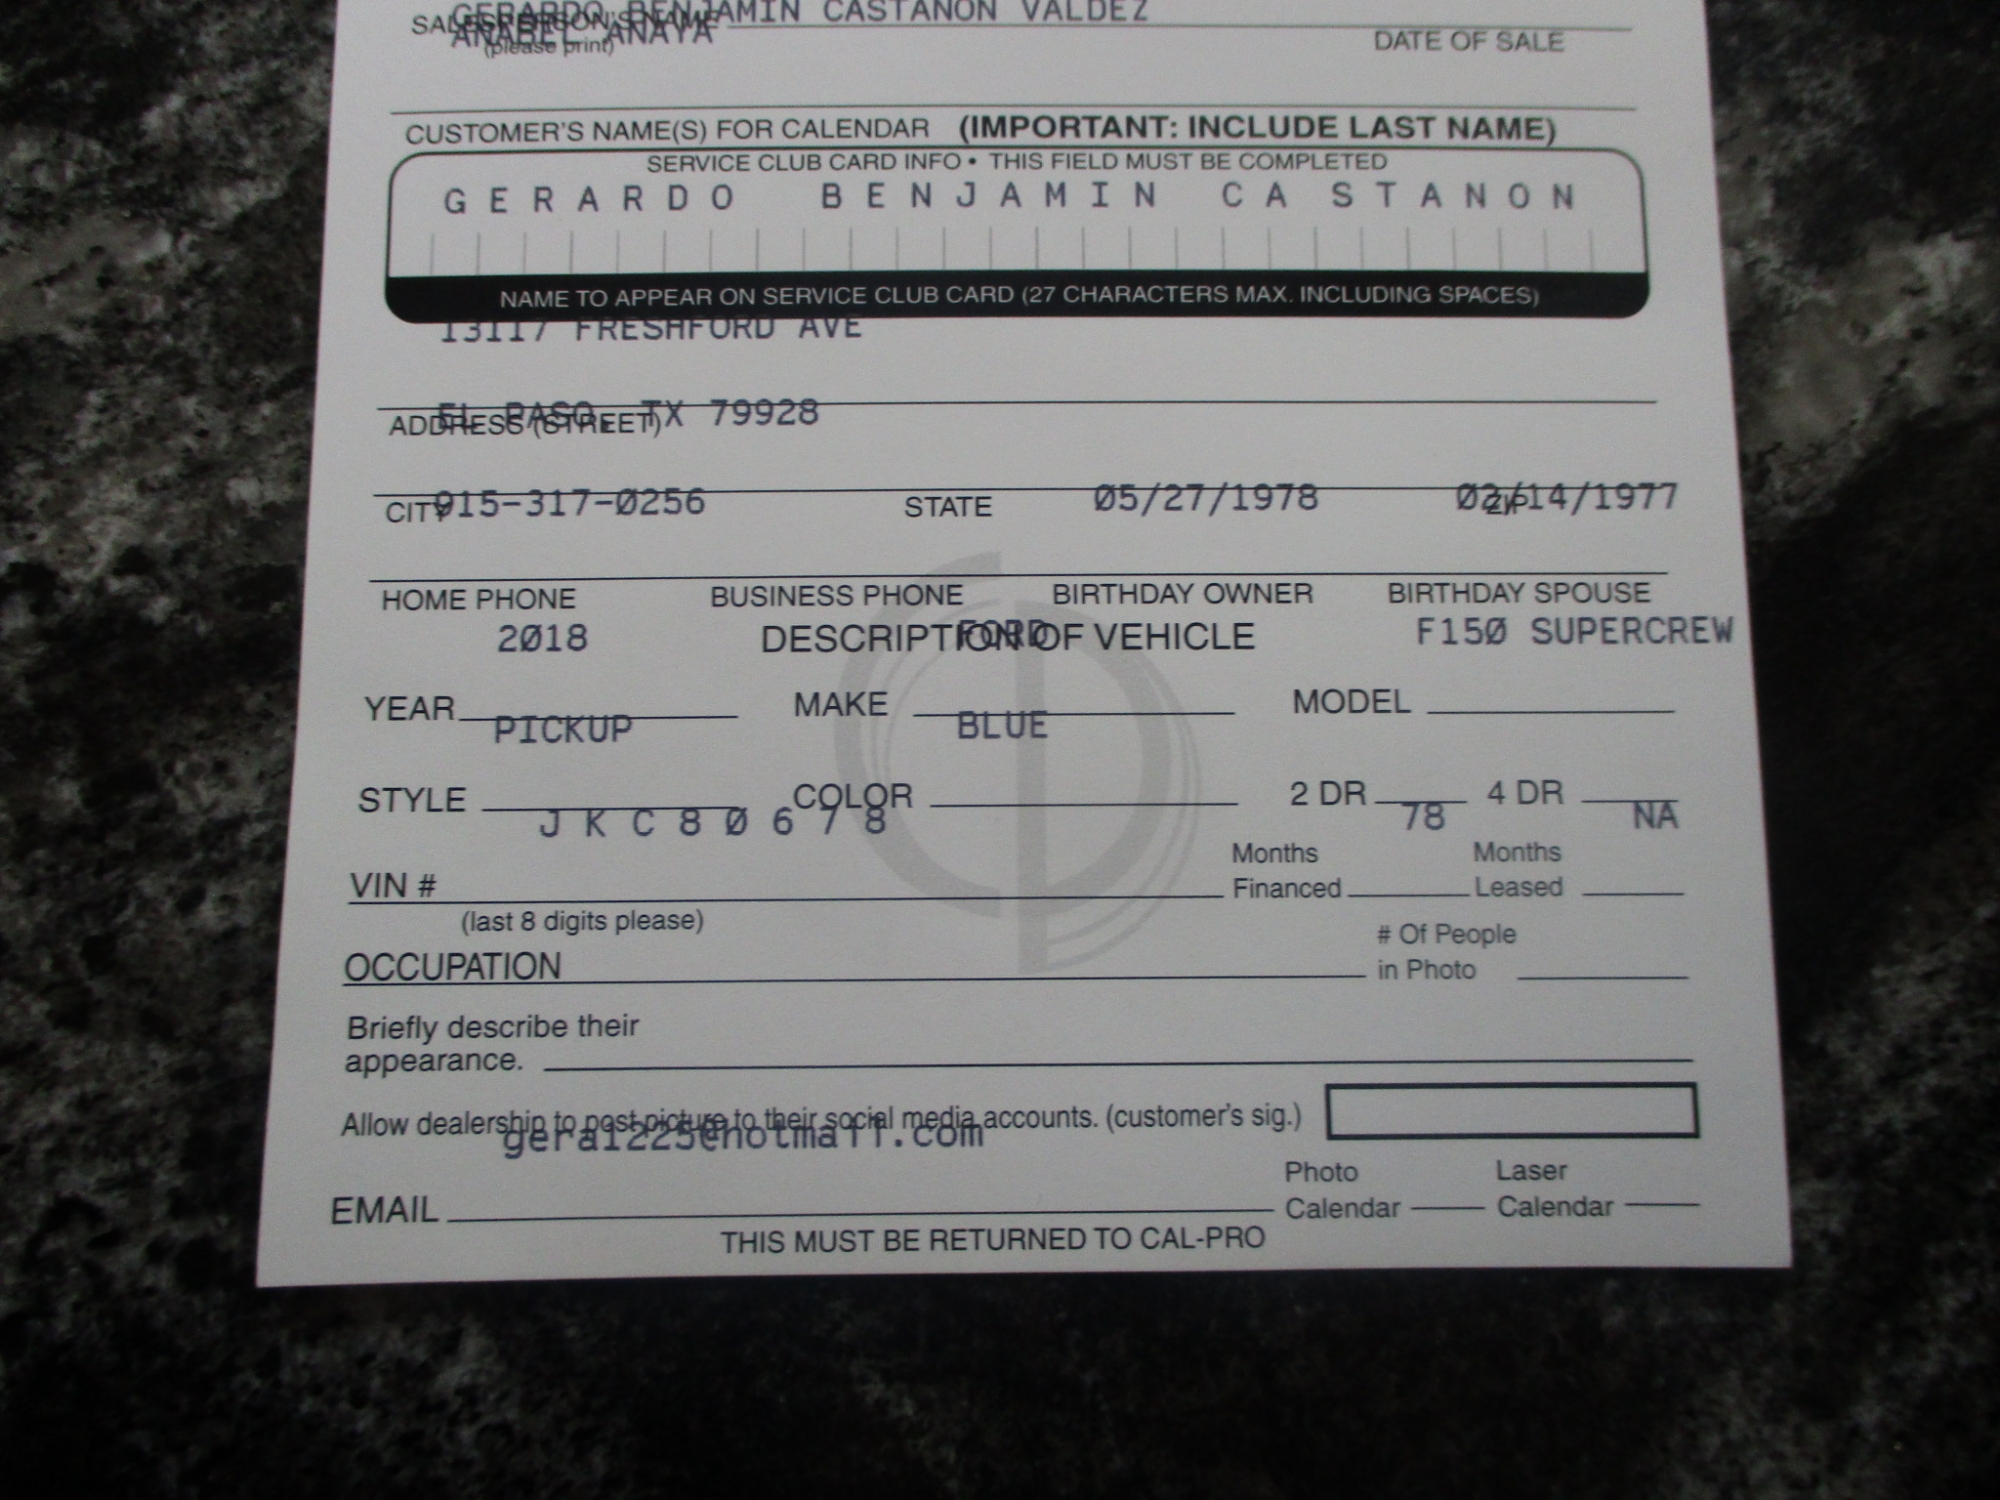 GERARDO BENJAMIN CASTANON VALDEZ
SALESPERSON'S NAME
ANABEL ANAYA
(please print)
DATE OF SALE
CUSTOMER'S NAME(S) FOR CALENDAR (IMPORTANT: INCLUDE LAST NAME)
SERVICE CLUB CARD INFO • THIS FIELD MUST BE COMPLETED
GERARDO BENJAMIN CASTANON
NAME TO APPEAR ON SERVICE CLUB CARD (27 CHARACTERS MAX. INCLUDING SPACES)
13117 FRESHFORD AVE
EL PASO, TX 79928
ADDRESS (STREET)
915-317-0256 05/27/1978 02/14/1977
CITY STATE ZIP
HOME PHONE BUSINESS PHONE BIRTHDAY OWNER BIRTHDAY SPOUSE
2018 FORD F150 SUPERCREW
DESCRIPTION OF VEHICLE
YEAR MAKE MODEL
PICKUP BLUE
STYLE COLOR 2 DR 4 DR
JKC80678 78 NA
Months Months
VIN # Financed Leased
(last 8 digits please)
# Of People
OCCUPATION in Photo
Briefly describe their
appearance.
Allow dealership to post picture to their social media accounts. (customer's sig.)
gera1225@hotmail.com
Photo Laser
EMAIL Calendar Calendar
THIS MUST BE RETURNED TO CAL-PRO